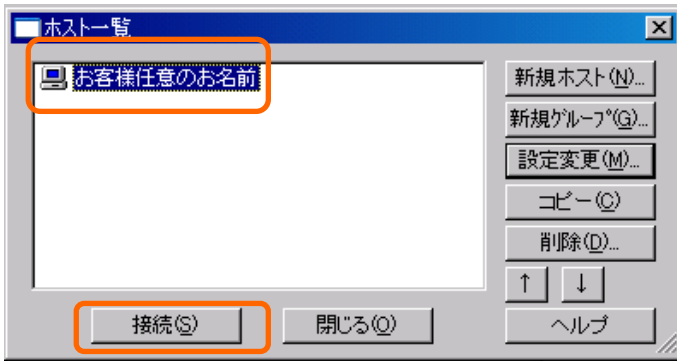 ホスト一覧
お客様任意のお名前
新規ホスト(N)...
新規グループ(G)...
設定変更(M)...
コピー(C)
削除(D)...
↑ ↓
接続(S) 閉じる(O) ヘルプ